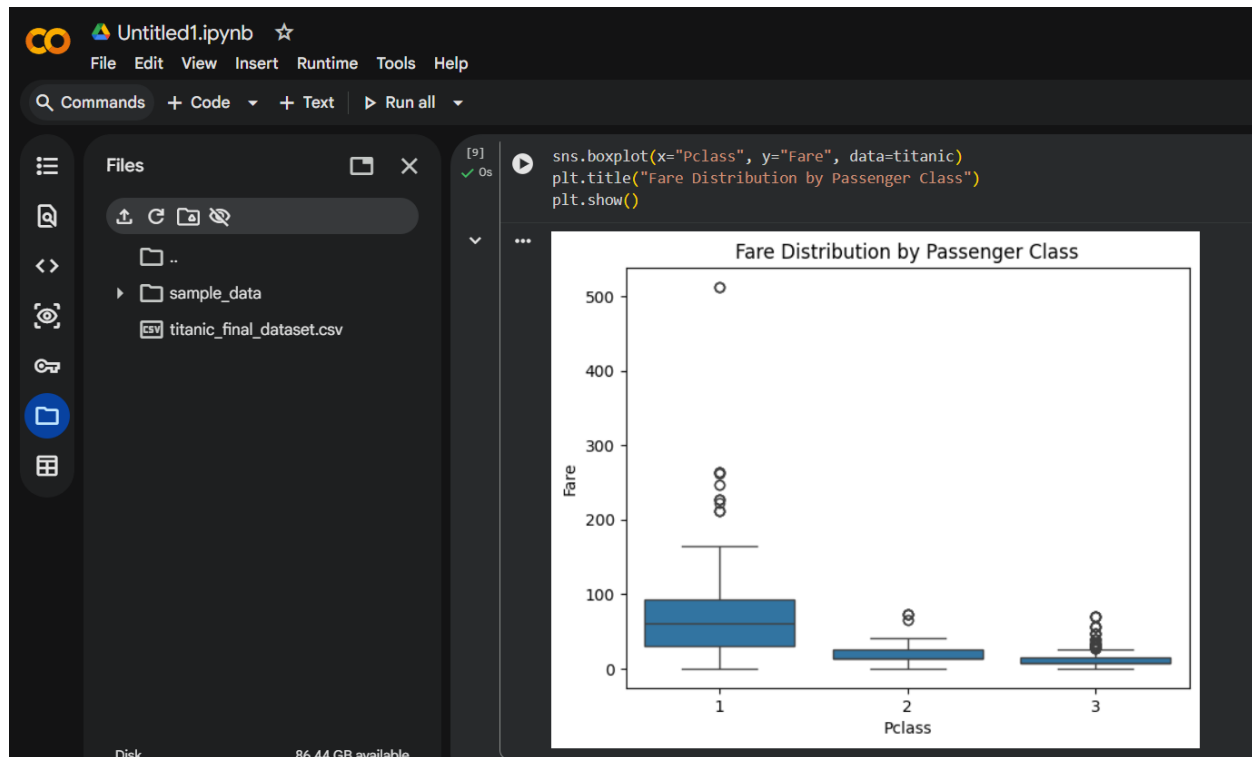 Untitled1.ipynb
File Edit View Insert Runtime Tools Help
Commands + Code + Text Run all
Files
..
sample_data
CSV titanic_final_dataset.csv
Disk 86.44 GB available
[9]
0s
sns.boxplot(x="Pclass", y="Fare", data=titanic)
plt.title("Fare Distribution by Passenger Class")
plt.show()
Fare Distribution by Passenger Class
500
400
300
200
100
0
Fare
1 2 3
Pclass